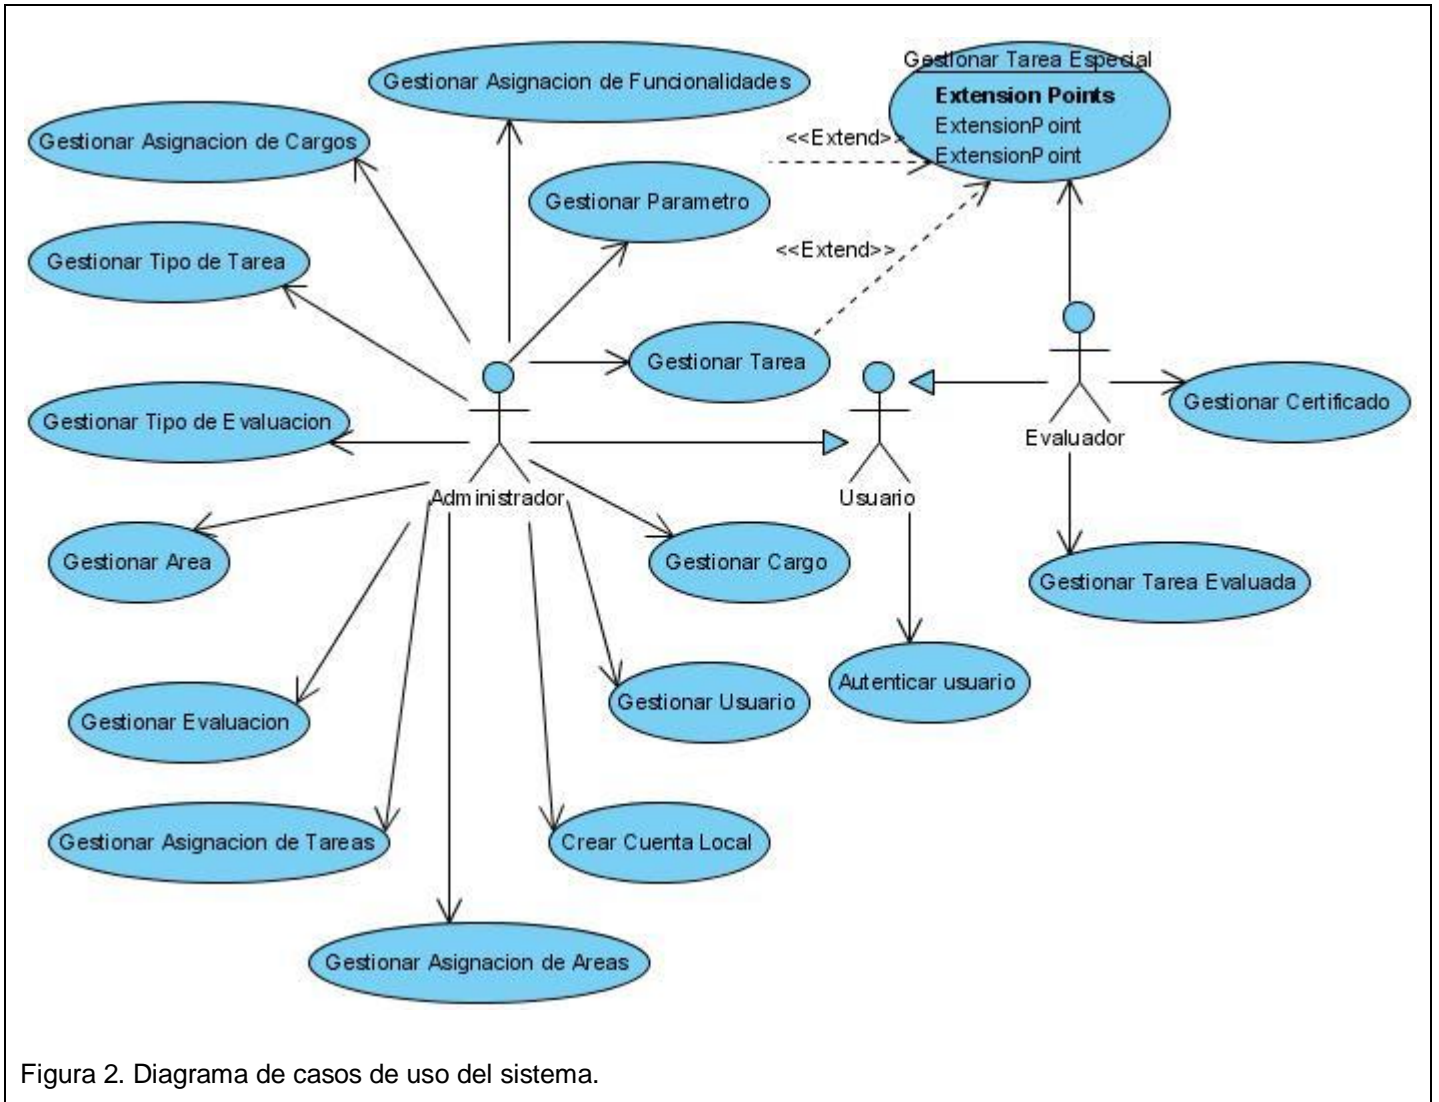 Gestionar Asignacion de Funcionalidades
Gestionar Tarea Especial
Extension Points
ExtensionPoint
ExtensionPoint
<<Extend>>
Gestionar Asignacion de Cargos
Gestionar Parametro
Gestionar Tipo de Tarea
<<Extend>>
Gestionar Tarea
Gestionar Certificado
Gestionar Tipo de Evaluacion
Evaluador
Administrador
Usuario
Gestionar Area
Gestionar Cargo
Gestionar Tarea Evaluada
Autenticar usuario
Gestionar Usuario
Gestionar Evaluacion
Gestionar Asignacion de Tareas
Crear Cuenta Local
Gestionar Asignacion de Areas
Figura 2. Diagrama de casos de uso del sistema.